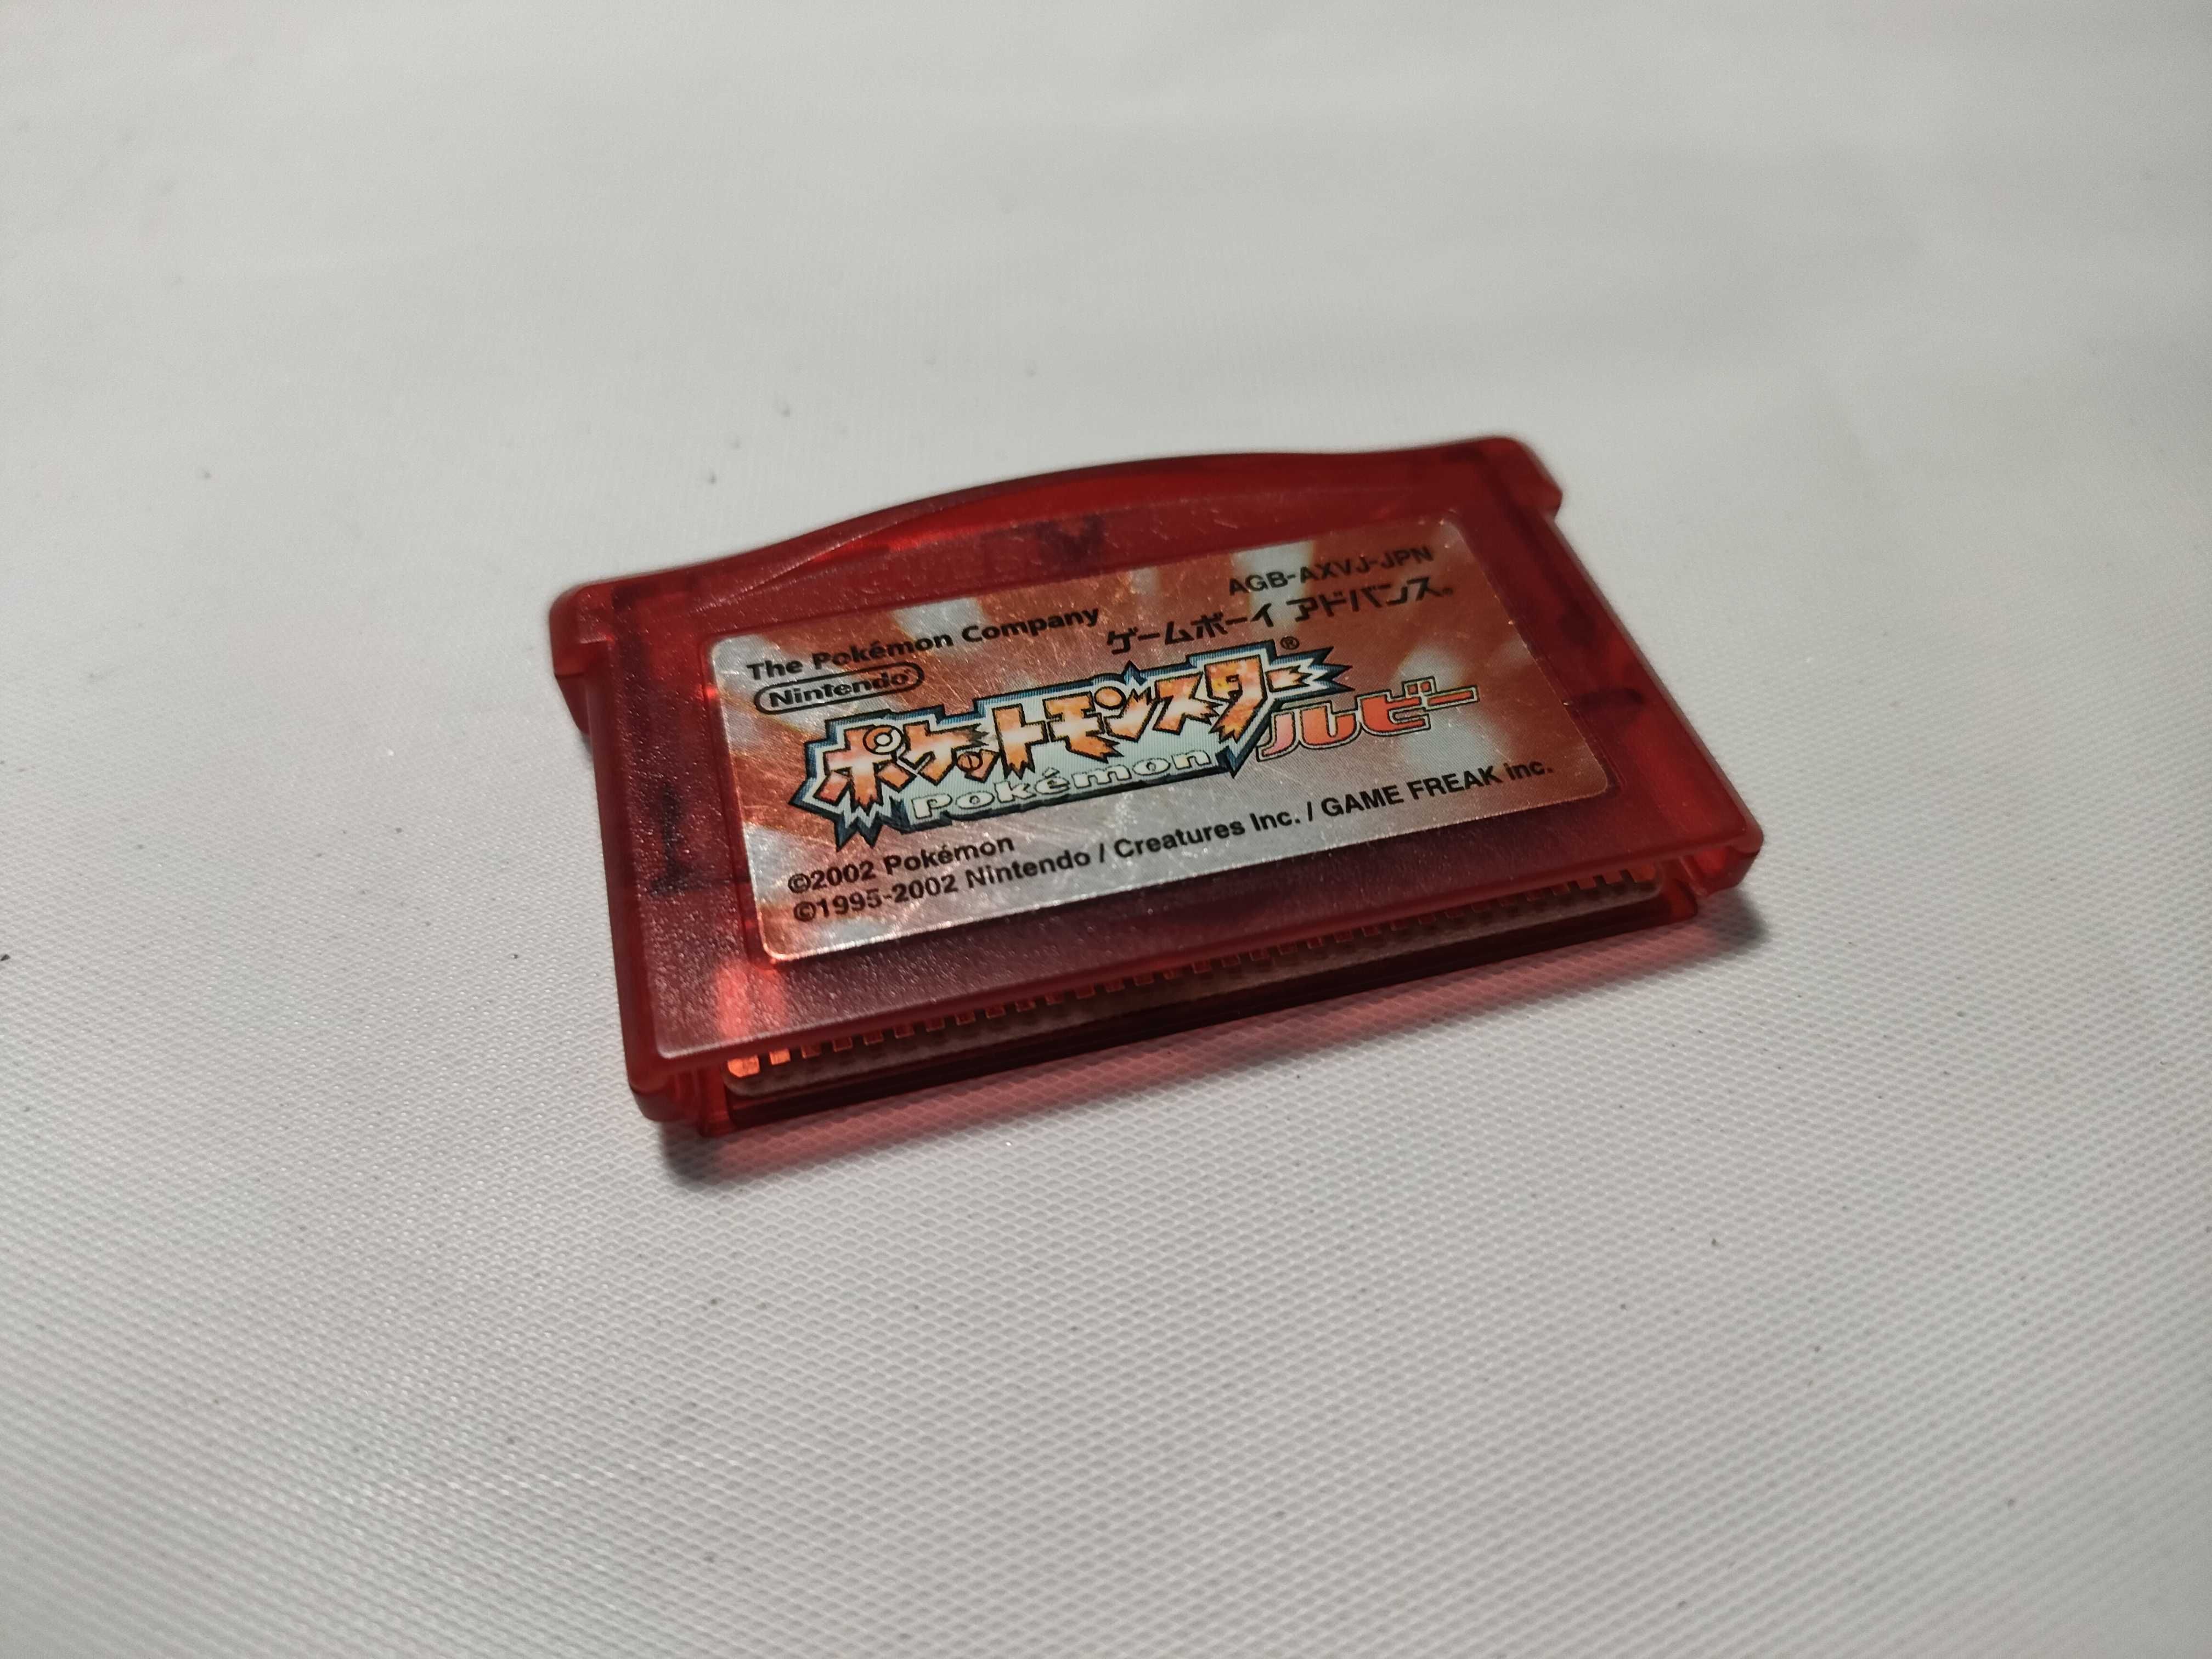 AGB-AXVJ-JPN
The Pokémon Company
ゲームボーイ アドバンス®
Nintendo®
ポケットモンスター®
ルビー
Pokémon
©2002 Pokémon
©1995-2002 Nintendo / Creatures Inc. / GAME FREAK inc.